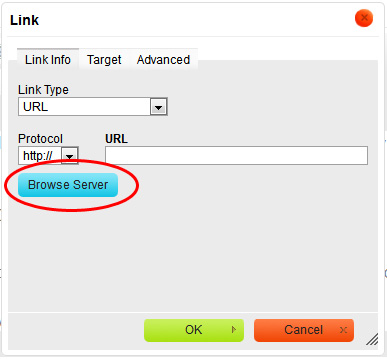 Link
Link Info Target Advanced
Link Type
URL
Protocol URL
http://
Browse Server
OK Cancel